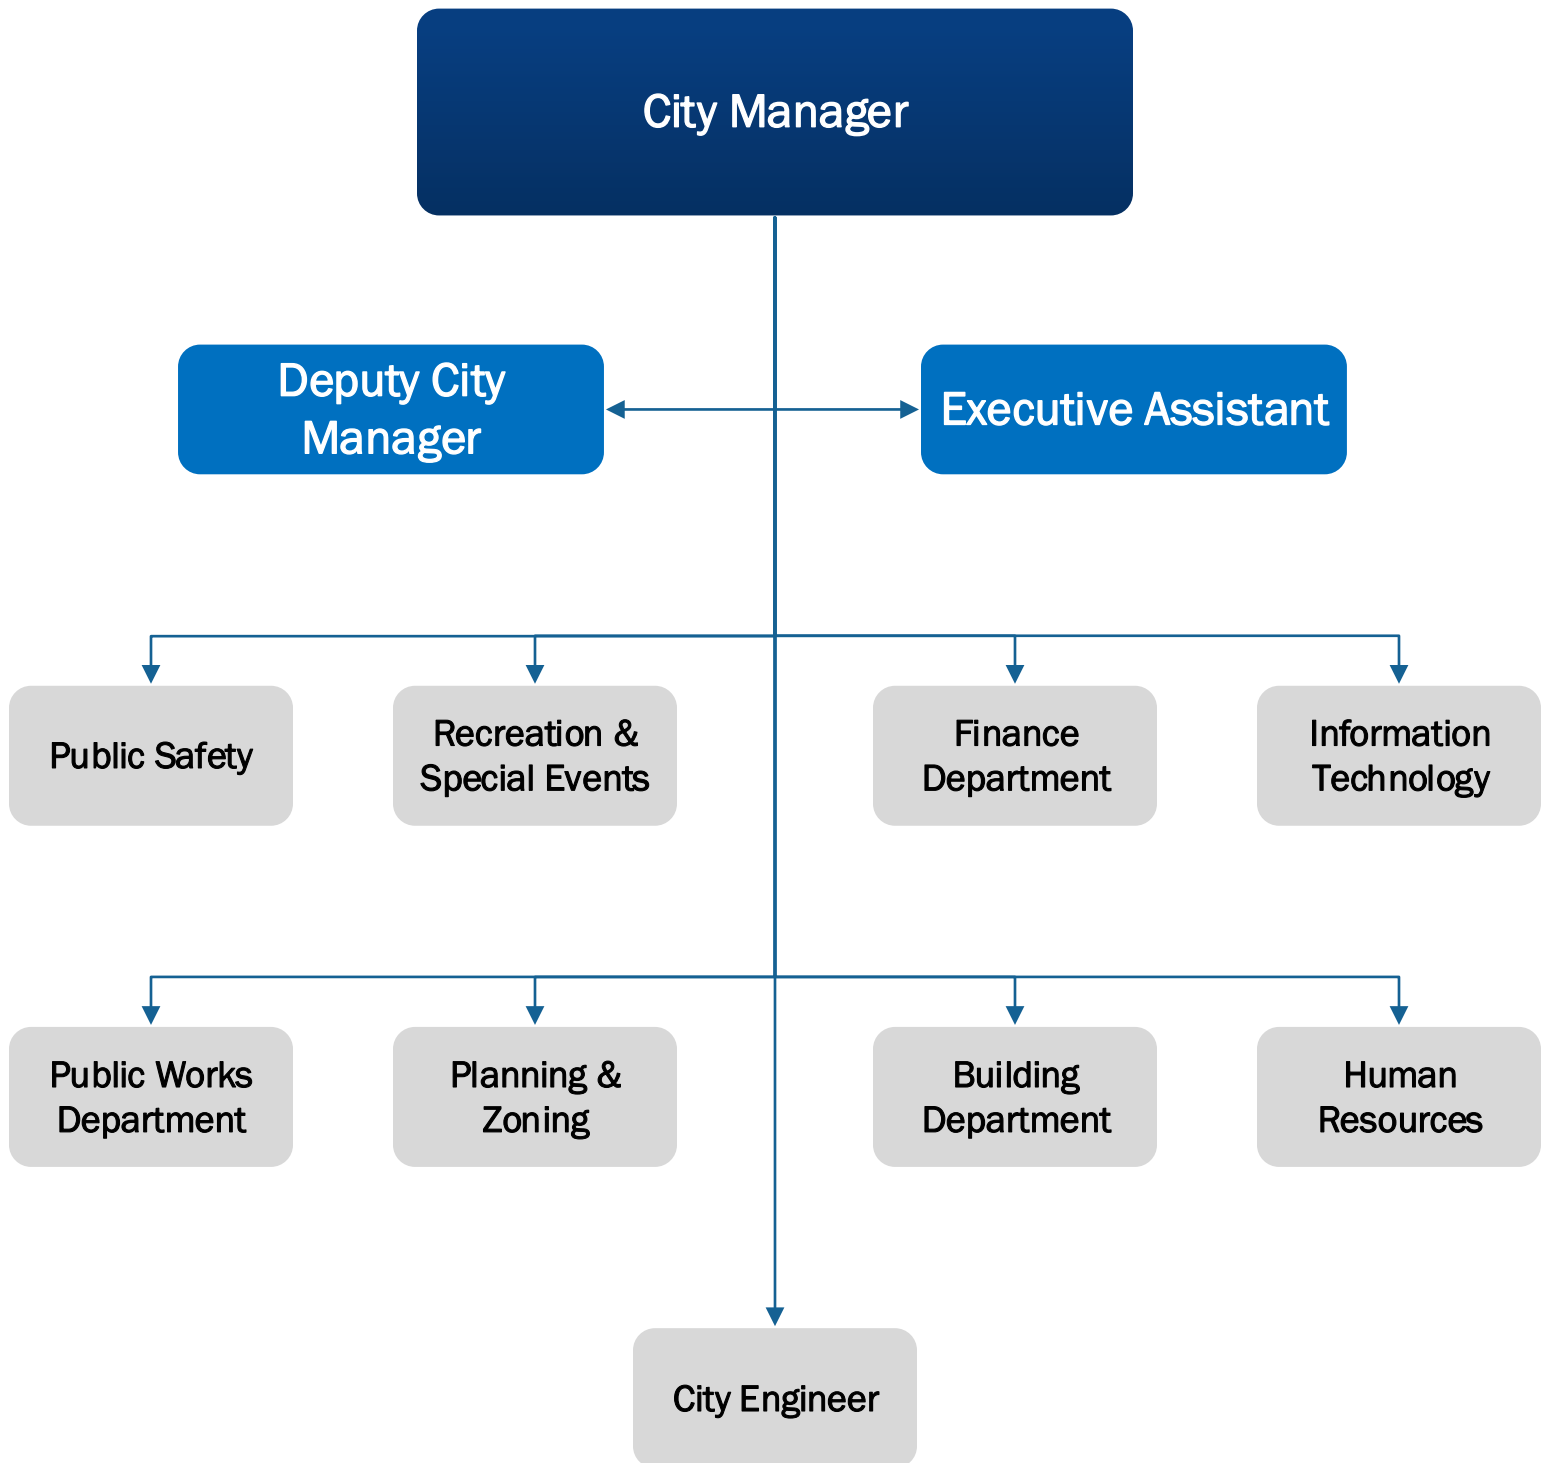 City Manager
Deputy City
Manager
Executive Assistant
Public Safety
Recreation &
Special Events
Finance
Department
Information
Technology
Public Works
Department
Planning &
Zoning
Building
Department
Human
Resources
City Engineer